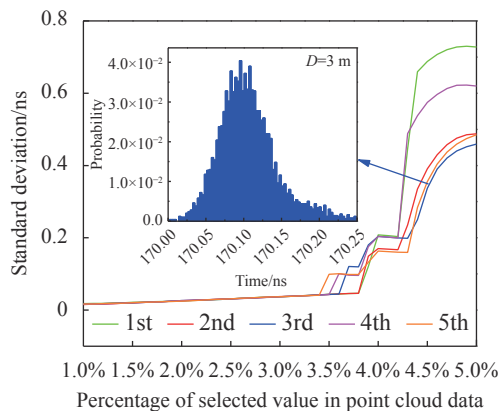 0.8
0.6
0.4
0.2
0
Standard deviation/ns
D=3 m
4.0×10⁻²
3.0×10⁻²
2.0×10⁻²
1.0×10⁻²
0.0
Probability
170.00
170.05
170.10
170.15
170.20
170.25
Time/ns
1st 2nd 3rd 4th 5th
1.0% 1.5% 2.0% 2.5% 3.0% 3.5% 4.0% 4.5% 5.0%
Percentage of selected value in point cloud data